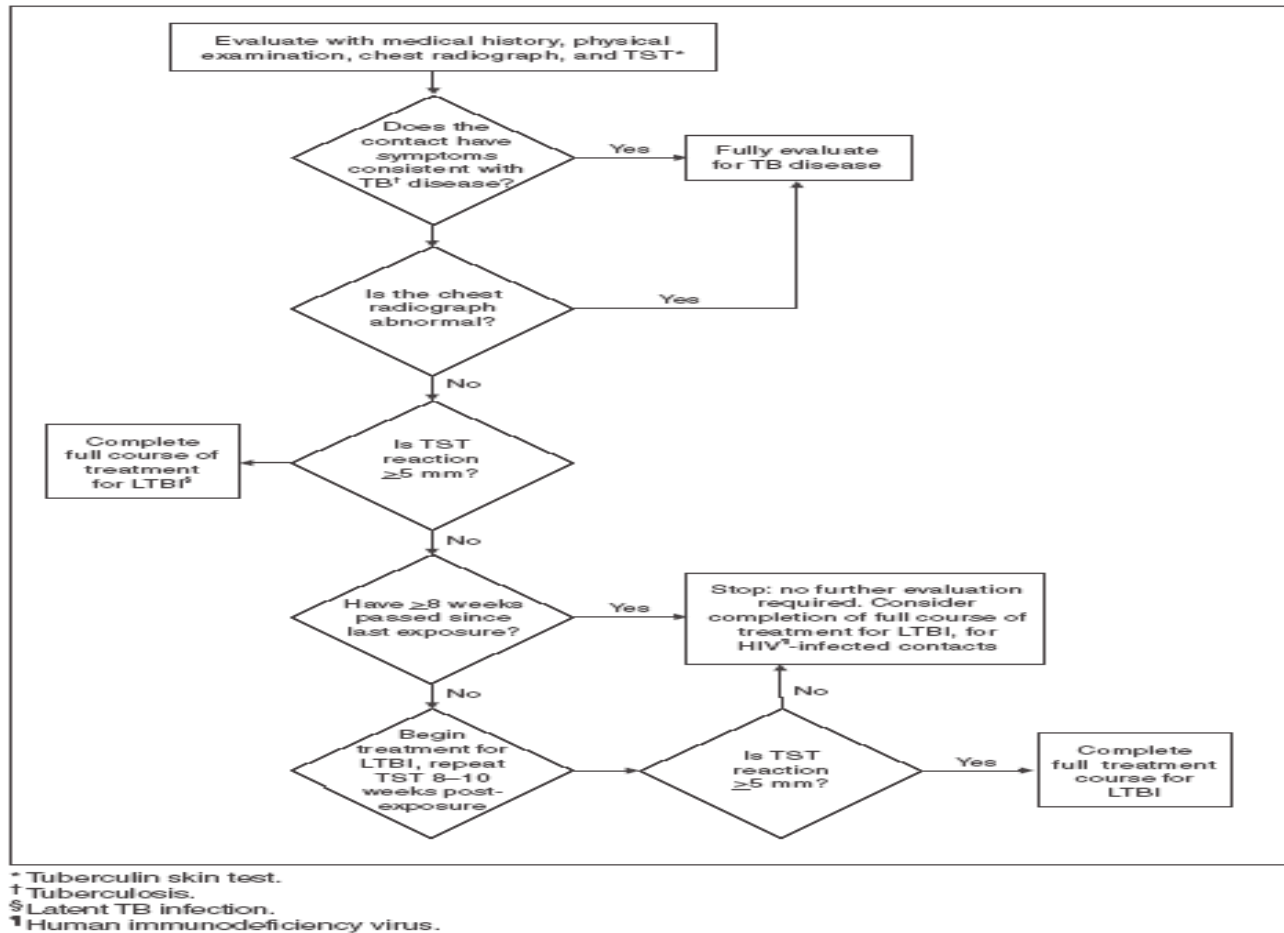 Evaluate with medical history, physical
examination, chest radiograph, and TST*
Does the
contact have
symptoms
consistent with
TB† disease?
Yes
Fully evaluate
for TB disease
Is the chest
radiograph
abnormal?
Yes
No
Is TST
reaction
≥5 mm?
Complete
full course of
treatment
for LTBI§
No
Have ≥8 weeks
passed since
last exposure?
Yes
Stop: no further evaluation
required. Consider
completion of full course of
treatment for LTBI, for
HIV¶-infected contacts
No
Begin
treatment for
LTBI, repeat
TST 8–10
weeks post-
exposure
Is TST
reaction
≥5 mm?
No
Yes
Complete
full treatment
course for
LTBI
* Tuberculin skin test.
† Tuberculosis.
§ Latent TB infection.
¶ Human immunodeficiency virus.